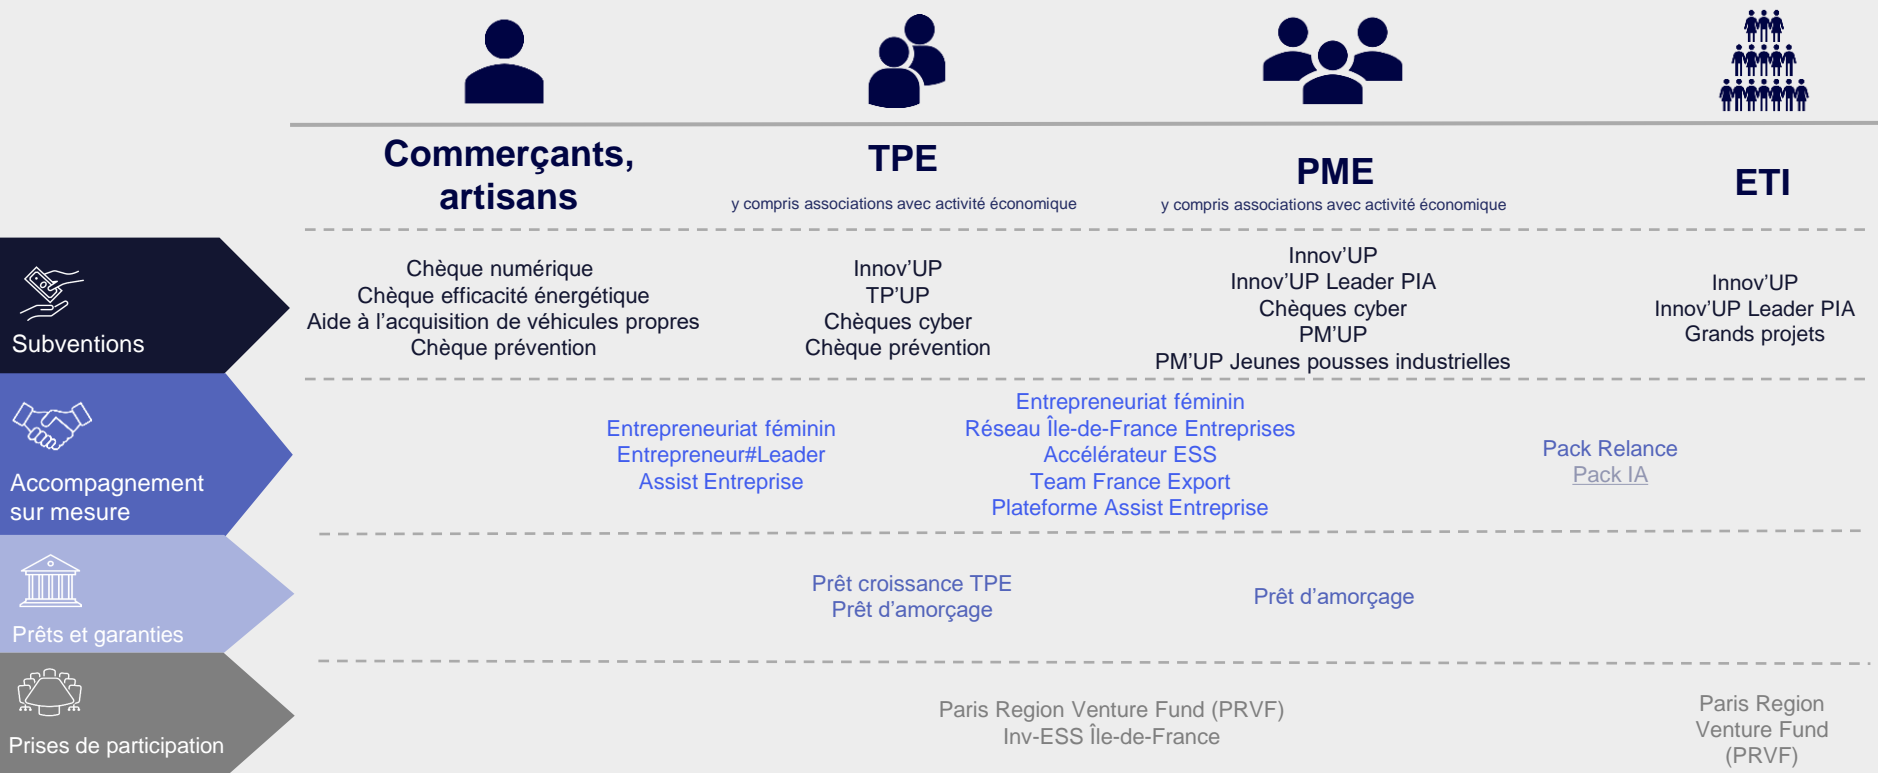 Commerçants,
artisans
TPE
y compris associations avec activité économique
PME
y compris associations avec activité économique
ETI
Subventions
Chèque numérique
Chèque efficacité énergétique
Aide à l'acquisition de véhicules propres
Chèque prévention
Innov'UP
TP'UP
Chèques cyber
Chèque prévention
Innov'UP
Innov'UP Leader PIA
Chèques cyber
PM'UP
PM'UP Jeunes pousses industrielles
Innov'UP
Innov'UP Leader PIA
Grands projets
Accompagnement
sur mesure
Entrepreneuriat féminin
Entrepreneur#Leader
Assist Entreprise
Entrepreneuriat féminin
Réseau Île-de-France Entreprises
Accélérateur ESS
Team France Export
Plateforme Assist Entreprise
Pack Relance
Pack IA
Prêts et garanties
Prêt croissance TPE
Prêt d'amorçage
Prêt d'amorçage
Prises de participation
Paris Region Venture Fund (PRVF)
Inv-ESS Île-de-France
Paris Region
Venture Fund
(PRVF)